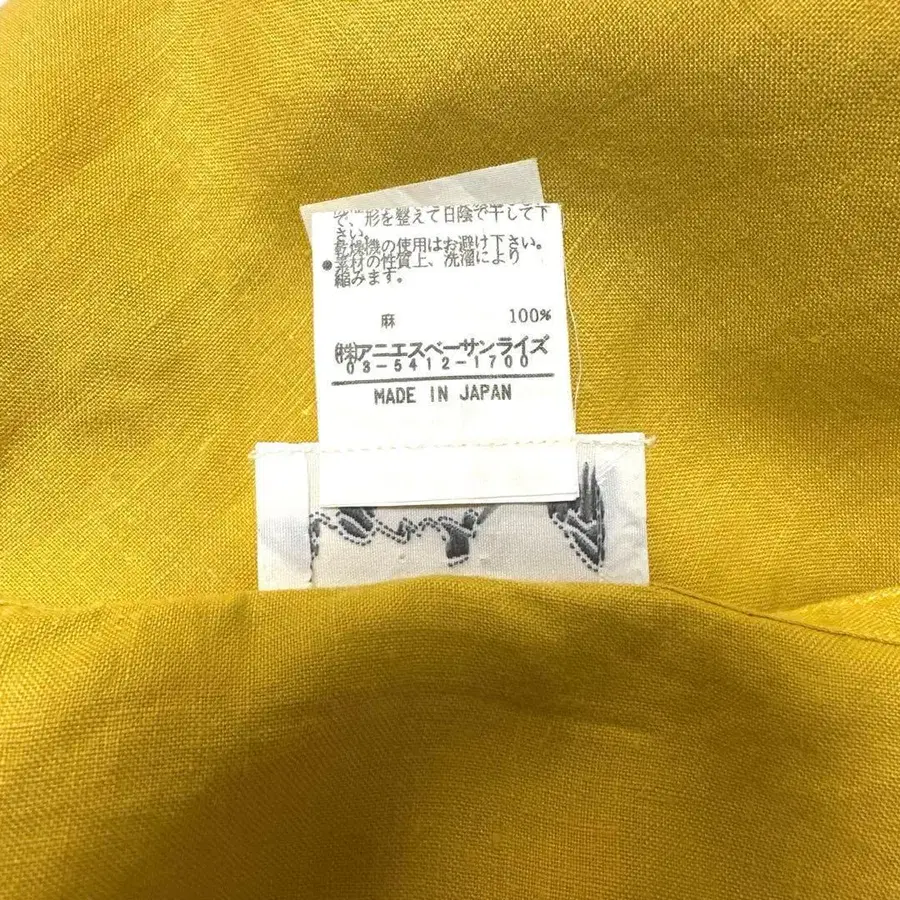 で、形を整えて日陰で干して下
さい。
乾燥機の使用はお避け下さい。
●素材の性質上、洗濯により
縮みます。
麻 100%
(株)アニエスベーサンライズ
03-5412-1700
MADE IN JAPAN